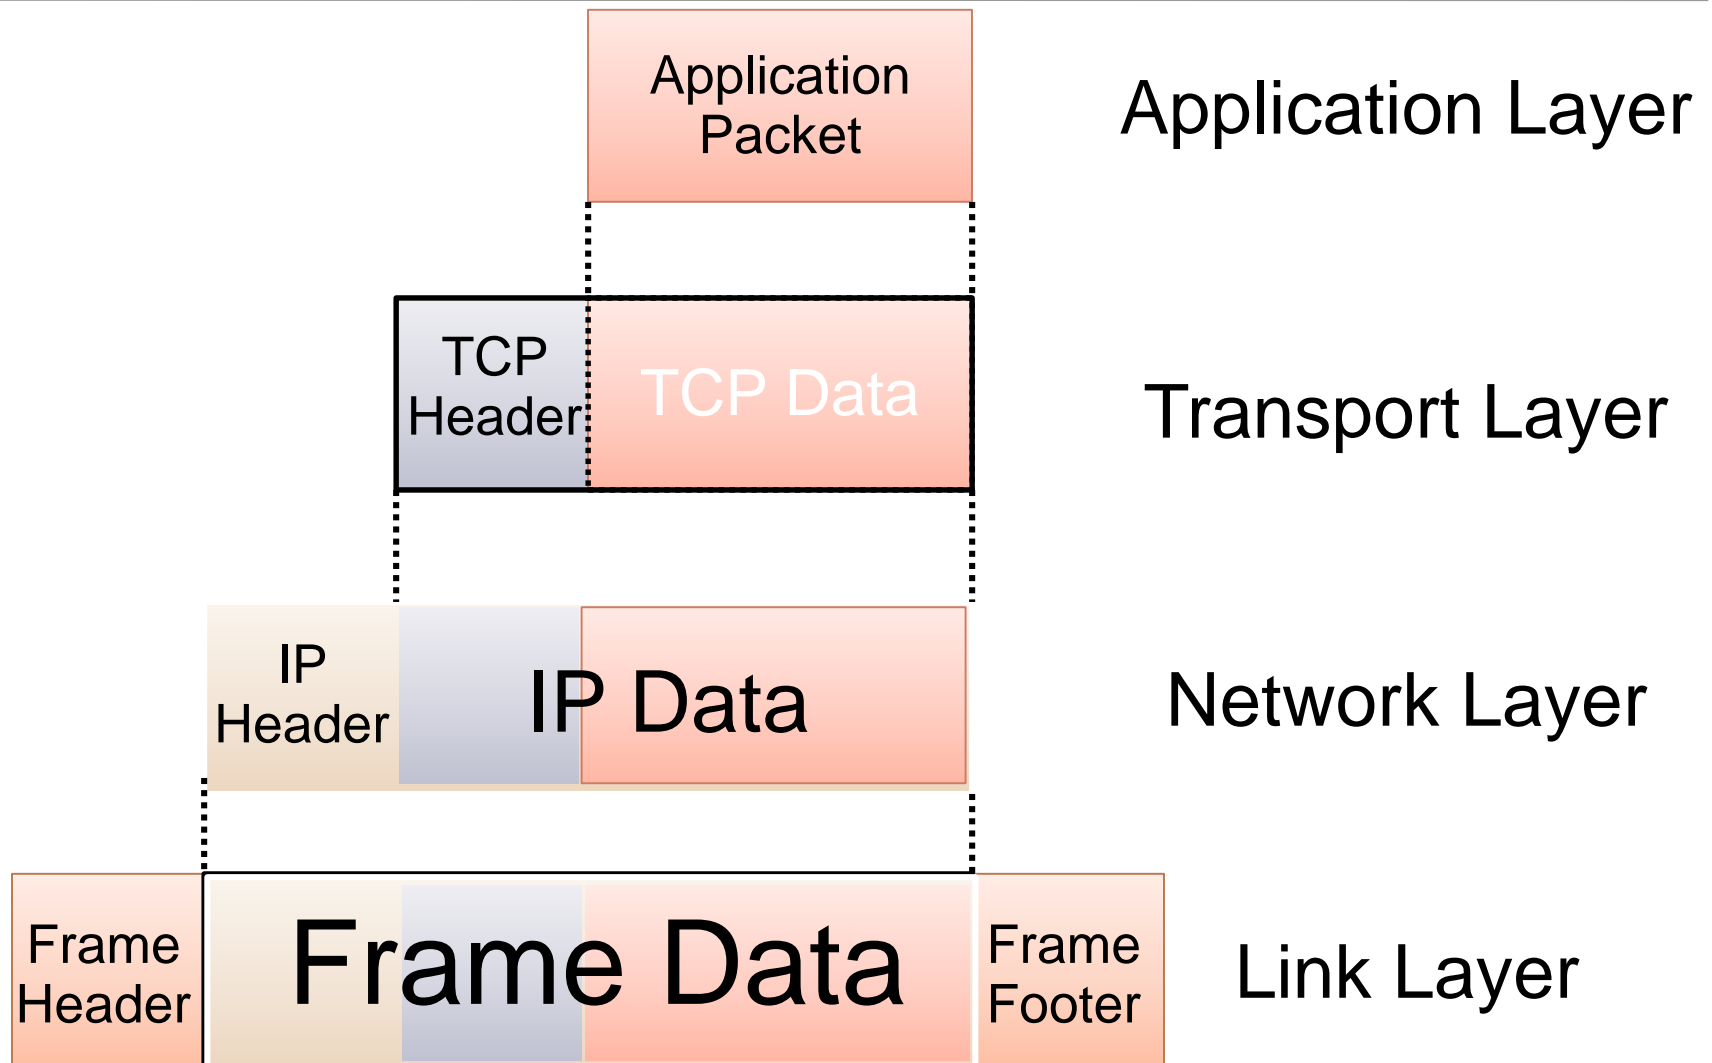 Application
Packet
Application Layer
TCP
Header
TCP Data
Transport Layer
IP
Header
IP Data
Network Layer
Frame
Header
Frame Data
Frame
Footer
Link Layer